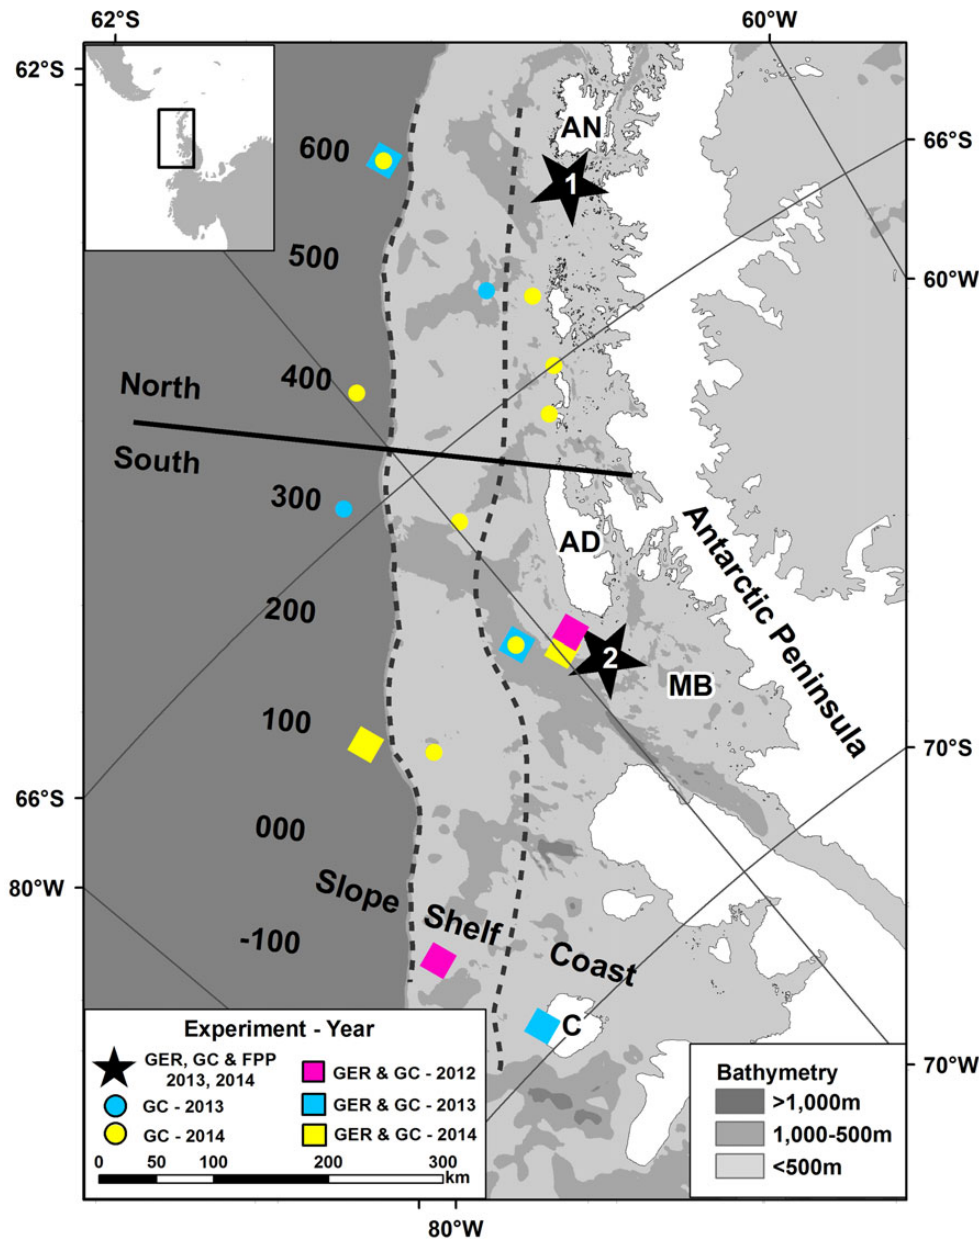 62°S
60°W
62°S
AN
600
1
66°S
500
60°W
400
North
South
300
AD
Antarctic Peninsula
200
2
MB
100
70°S
66°S
000
80°W
Slope
Shelf
Coast
-100
C
70°W
Experiment - Year
GER, GC & FPP
2013, 2014
GC - 2013
GC - 2014
GER & GC - 2012
GER & GC - 2013
GER & GC - 2014
0 50 100 200 300
km
Bathymetry
>1,000m
1,000-500m
<500m
80°W